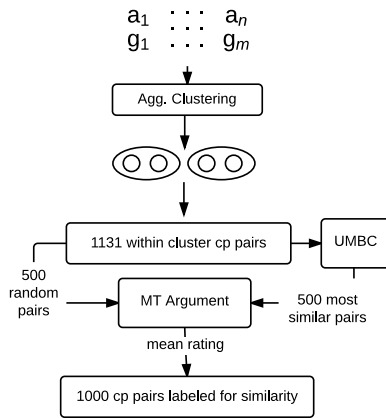 a1 . . . an
. . .
g1 . . . gm
Agg. Clustering
1131 within cluster cp pairs
UMBC
500
random
pairs
MT Argument
500 most
similar pairs
mean rating
1000 cp pairs labeled for similarity